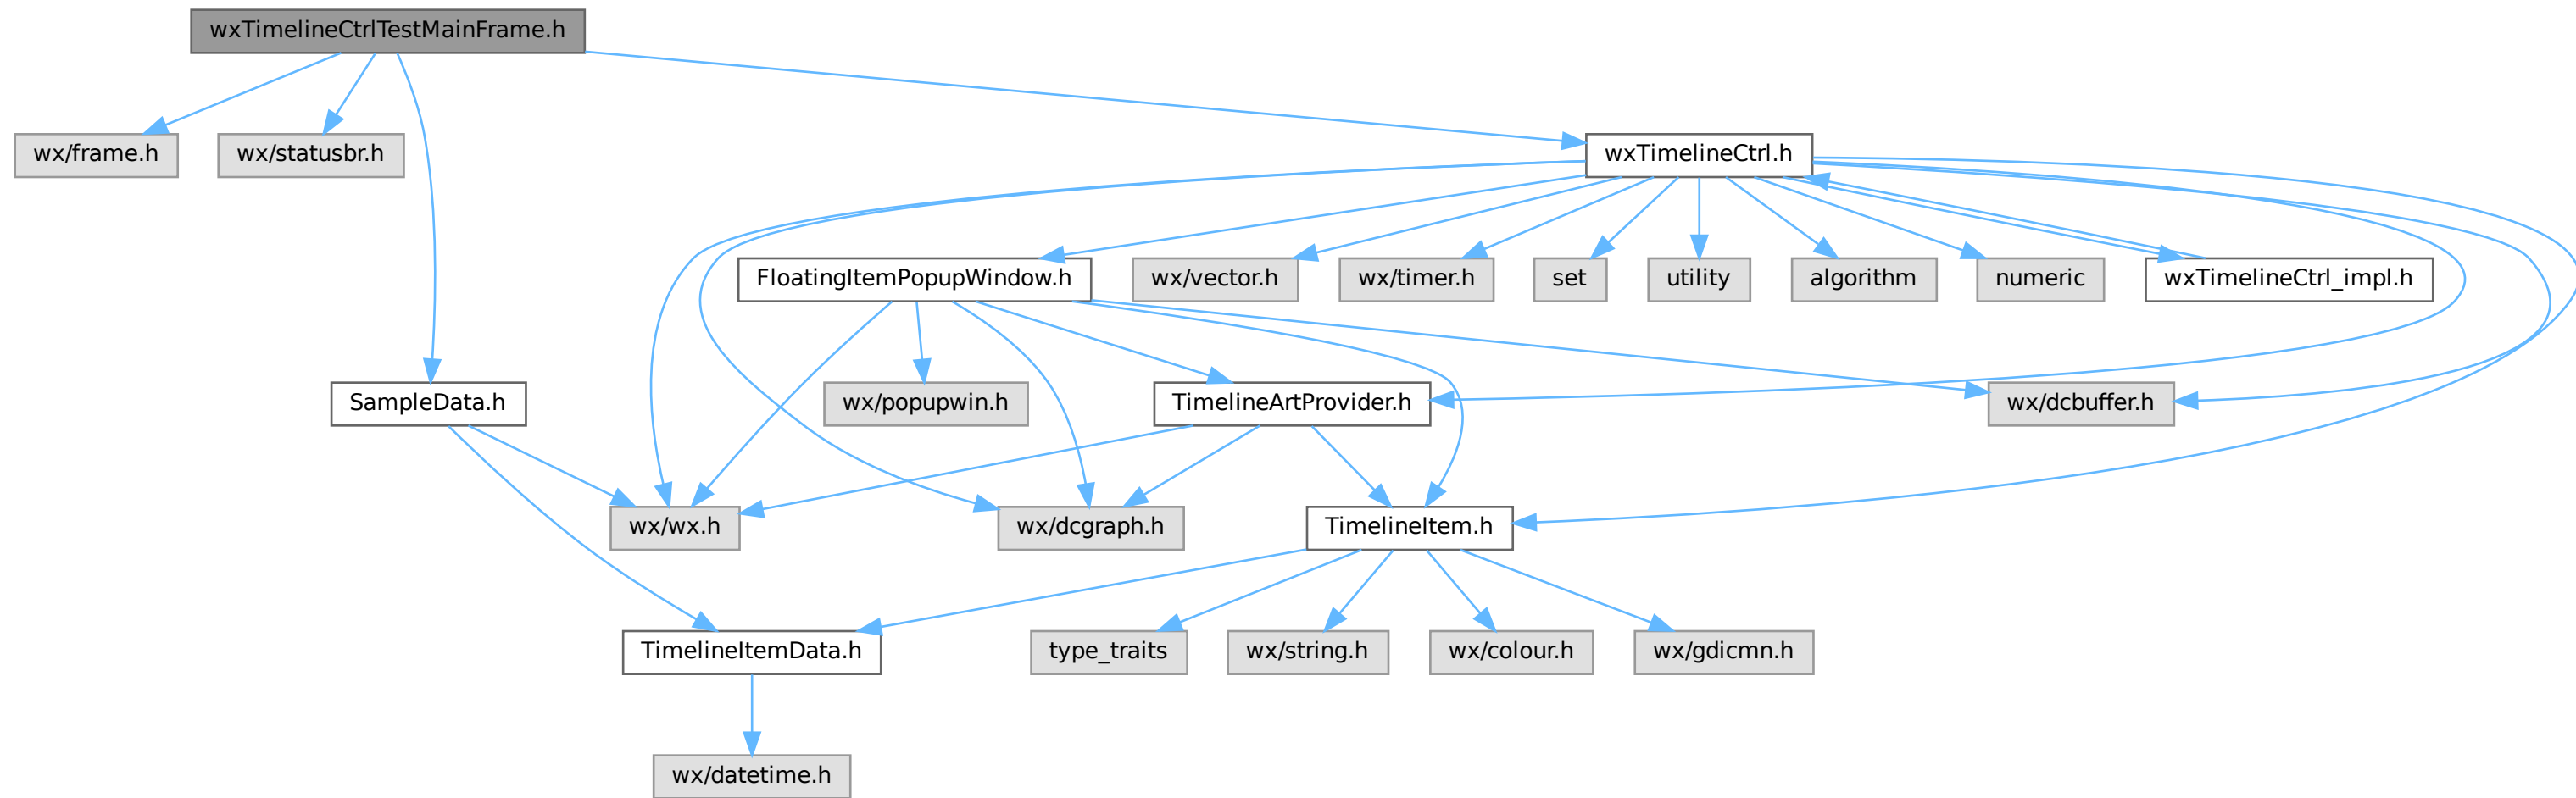 wxTimelineCtrlTestMainFrame.h
wx/frame.h
wx/statusbr.h
wxTimelineCtrl.h
FloatingItemPopupWindow.h
wx/vector.h
wx/timer.h
set
utility
algorithm
numeric
wxTimelineCtrl_impl.h
SampleData.h
wx/popupwin.h
TimelineArtProvider.h
wx/dcbuffer.h
wx/wx.h
wx/dcgraph.h
TimelineItem.h
TimelineItemData.h
type_traits
wx/string.h
wx/colour.h
wx/gdicmn.h
wx/datetime.h